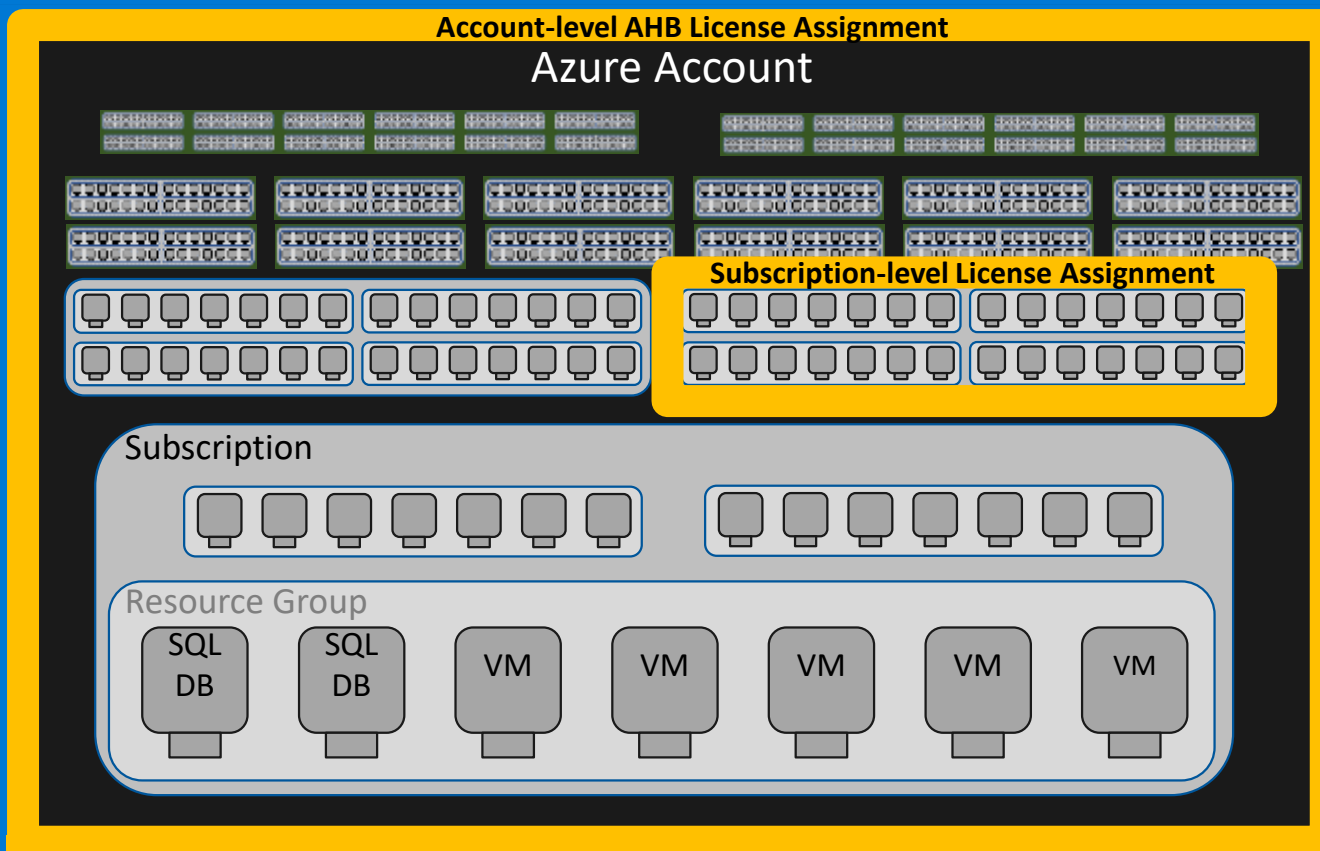 Account-level AHB License Assignment
Azure Account
Subscription-level License Assignment
Subscription
Resource Group
SQL
DB
SQL
DB
VM
VM
VM
VM
VM